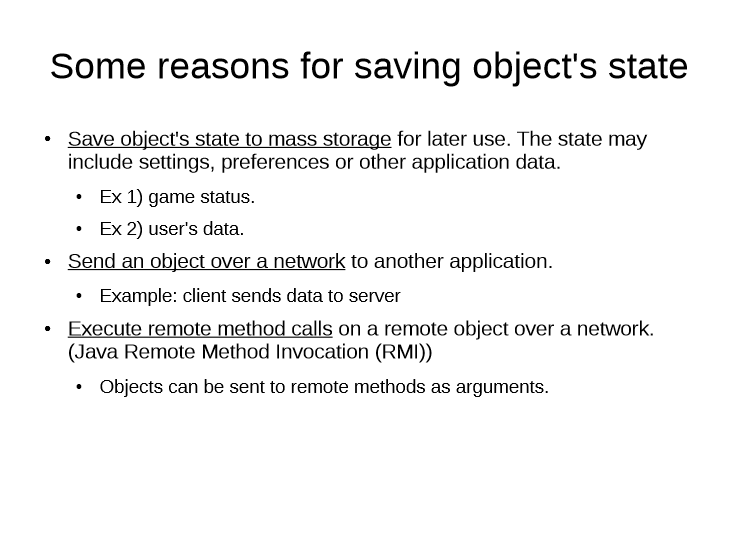 Some reasons for saving object's state
• Save object's state to mass storage for later use. The state may
include settings, preferences or other application data.
• Ex 1) game status.
• Ex 2) user's data.
• Send an object over a network to another application.
• Example: client sends data to server
• Execute remote method calls on a remote object over a network.
(Java Remote Method Invocation (RMI))
• Objects can be sent to remote methods as arguments.